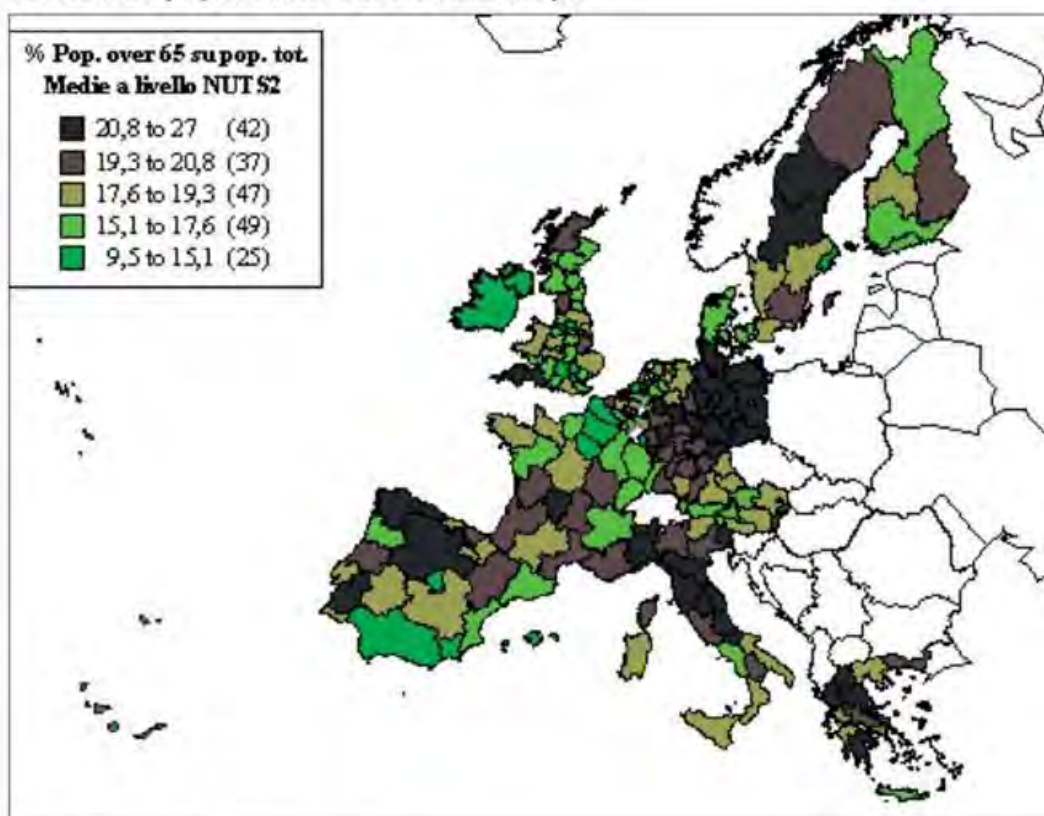 % Pop. over 65 su pop. tot.
Medie a livello NUTS2
20,8 to 27 (42)
19,3 to 20,8 (37)
17,6 to 19,3 (47)
15,1 to 17,6 (49)
9,5 to 15,1 (25)